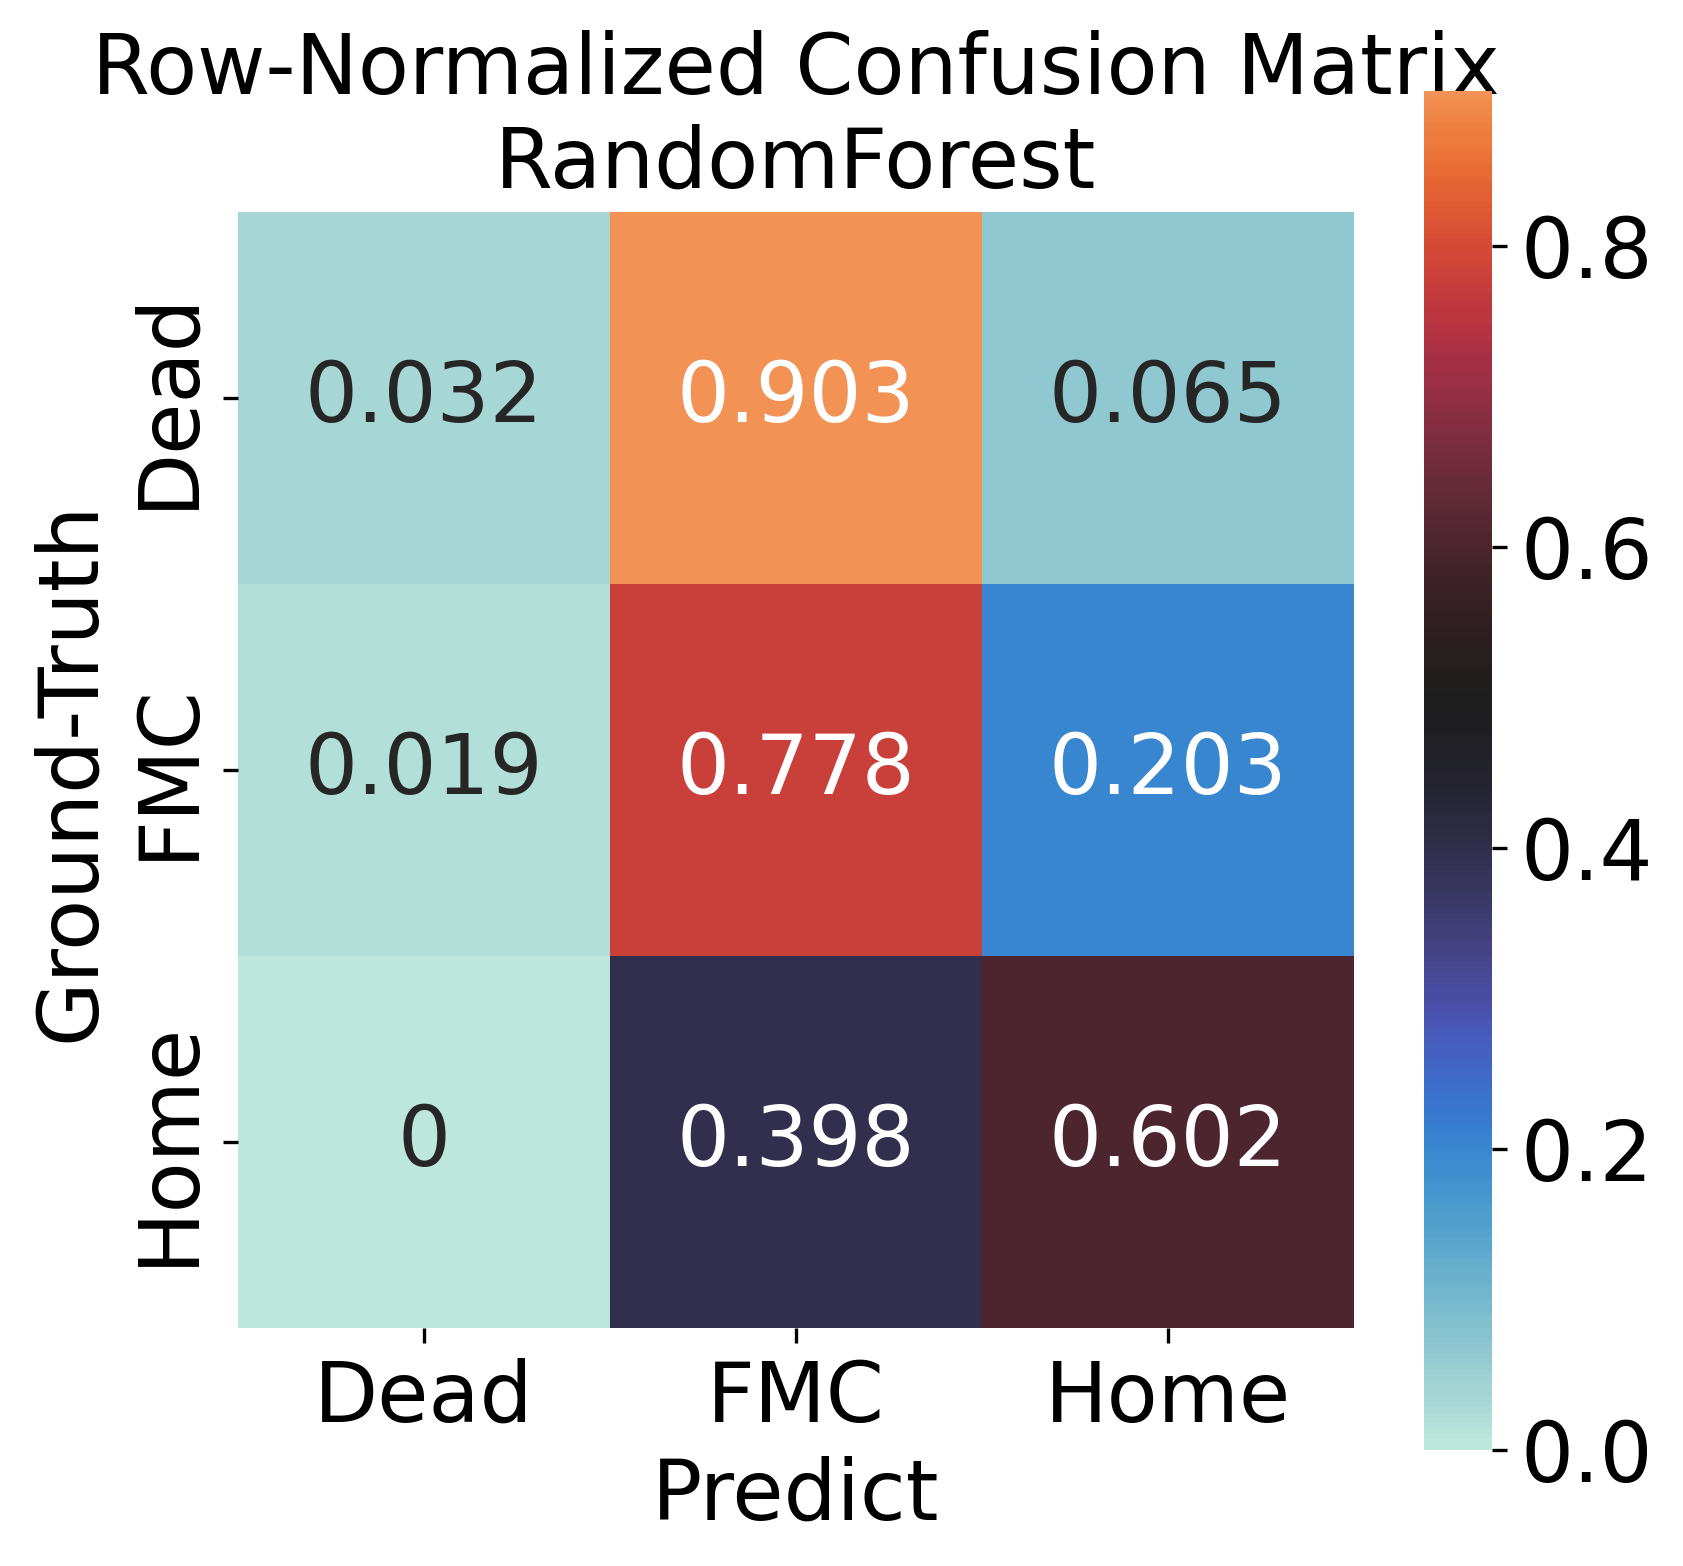 Row-Normalized Confusion Matrix
RandomForest
Ground-Truth
Dead
0.032 0.903 0.065
FMC
0.019 0.778 0.203
Home
0 0.398 0.602
Dead FMC Home
Predict
0.8
0.6
0.4
0.2
0.0